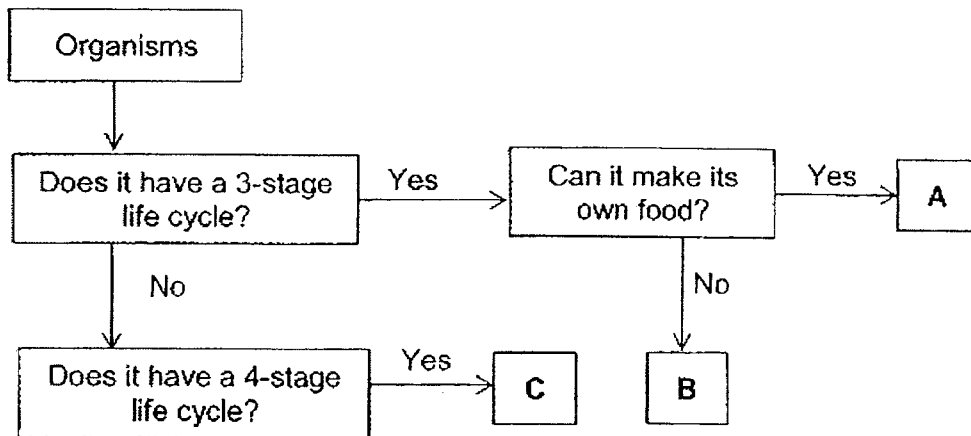 Organisms
Does it have a 3-stage
life cycle?
Yes
Can it make its
own food?
Yes
A
No
No
Does it have a 4-stage
life cycle?
Yes
C
B